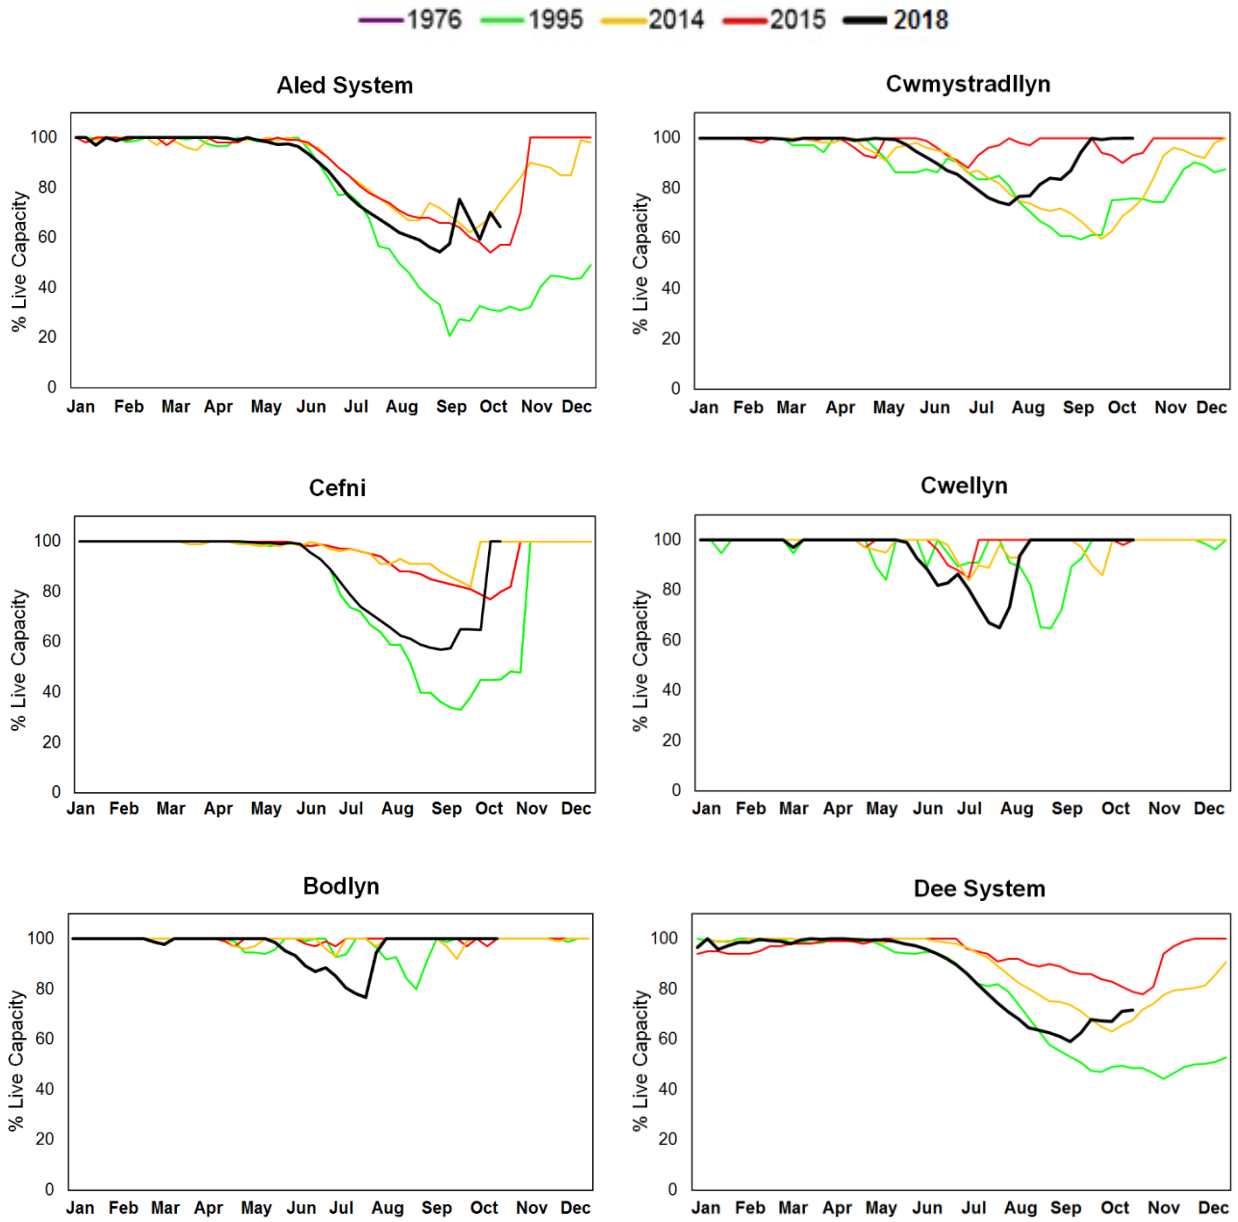 1976 1995 2014 2015 2018
Aled System
% Live Capacity
100
80
60
40
20
0
Jan Feb Mar Apr May Jun Jul Aug Sep Oct Nov Dec
Cwmystradllyn
% Live Capacity
100
80
60
40
20
0
Jan Feb Mar Apr May Jun Jul Aug Sep Oct Nov Dec
Cefni
% Live Capacity
100
80
60
40
20
0
Jan Feb Mar Apr May Jun Jul Aug Sep Oct Nov Dec
Cwellyn
% Live Capacity
100
80
60
40
20
0
Jan Feb Mar Apr May Jun Jul Aug Sep Oct Nov Dec
Bodlyn
% Live Capacity
100
80
60
40
20
0
Jan Feb Mar Apr May Jun Jul Aug Sep Oct Nov Dec
Dee System
% Live Capacity
100
80
60
40
20
0
Jan Feb Mar Apr May Jun Jul Aug Sep Oct Nov Dec